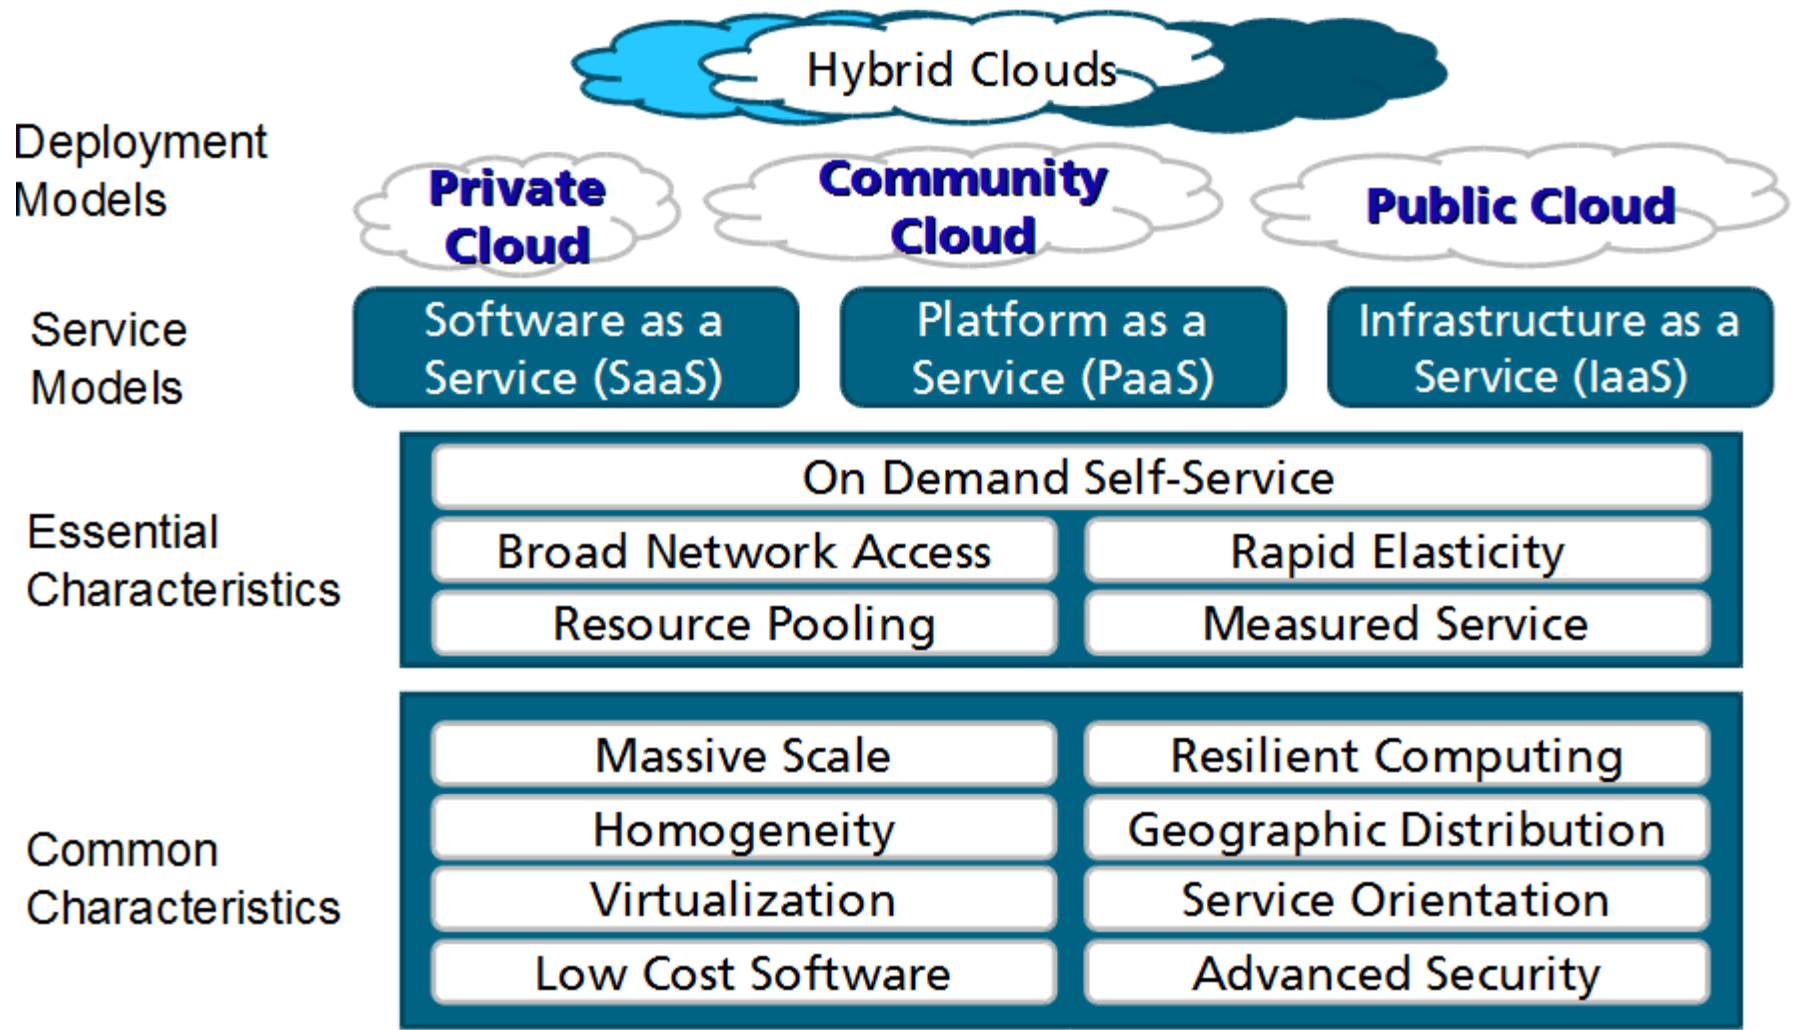 Hybrid Clouds
Deployment
Models
Private
Cloud
Community
Cloud
Public Cloud
Service
Models
Software as a
Service (SaaS)
Platform as a
Service (PaaS)
Infrastructure as a
Service (IaaS)
Essential
Characteristics
On Demand Self-Service
Broad Network Access
Rapid Elasticity
Resource Pooling
Measured Service
Common
Characteristics
Massive Scale
Resilient Computing
Homogeneity
Geographic Distribution
Virtualization
Service Orientation
Low Cost Software
Advanced Security